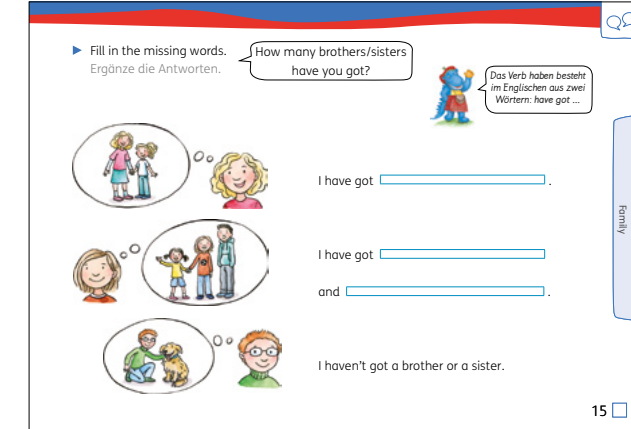 Fill in the missing words.
Ergänze die Antworten.
How many brothers/sisters
have you got?
Das Verb haben besteht
im Englischen aus zwei
Wörtern: have got ...
I have got .
I have got
and .
I haven't got a brother or a sister.
Family
15